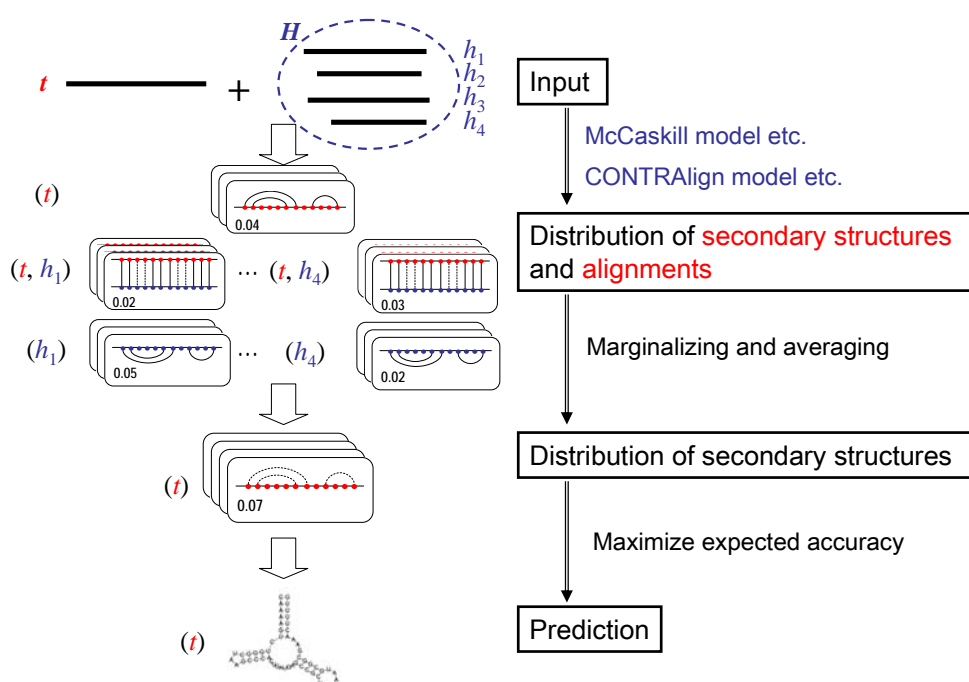 H
t
+
h1
h2
h3
h4
Input
McCaskill model etc.
CONTRAlign model etc.
(t)
0.04
Distribution of secondary structures
and alignments
(t, h1)
0.02
...
(t, h4)
0.03
(h1)
0.05
...
(h4)
0.02
Marginalizing and averaging
Distribution of secondary structures
(t)
0.07
Maximize expected accuracy
(t)
Prediction